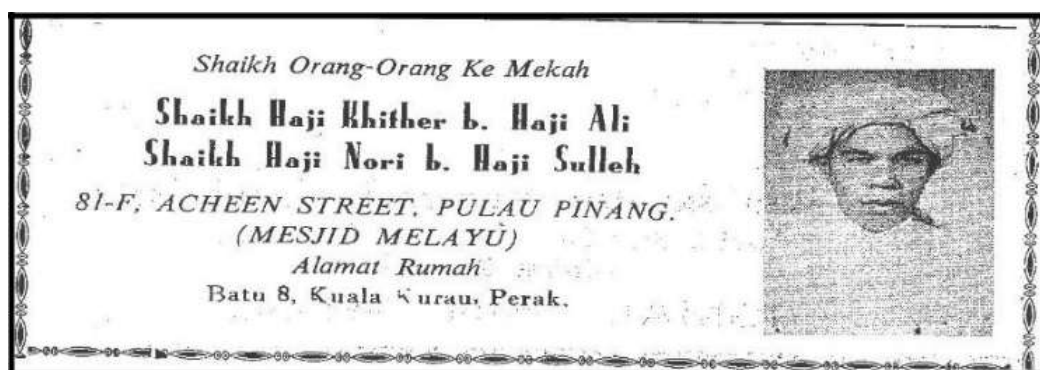 Shaikh Orang-Orang Ke Mekah
Shaikh Haji Khither b. Haji Ali
Shaikh Haji Nori b. Haji Sulleh
81-F, ACHEEN STREET, PULAU PINANG.
(MESJID MELAYU)
Alamat Rumah
Batu 8, Kuala Kurau, Perak.